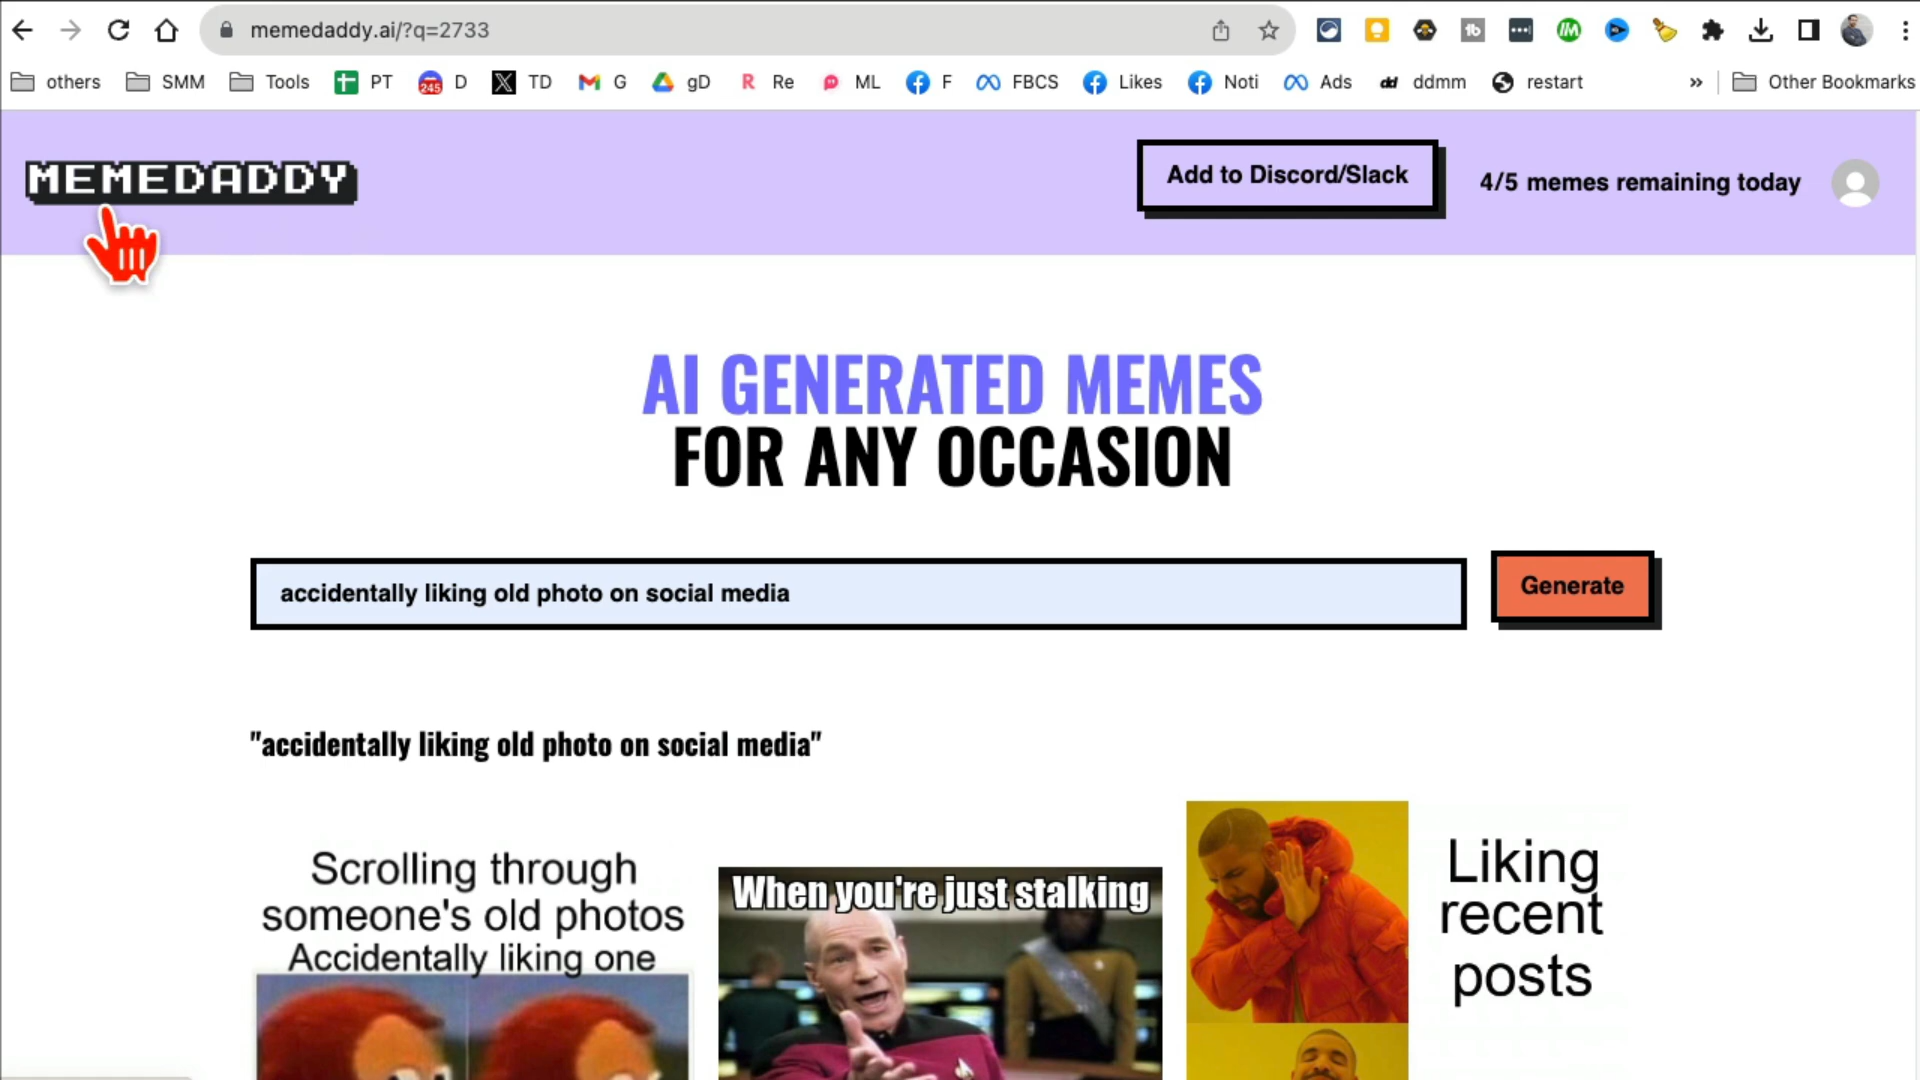 memedaddy.ai/?q=2733
others SMM Tools PT 245 D TD G gD Re ML F FBCS Likes Noti Ads dd ddmm restart » Other Bookmarks
MEMEDADDY
Add to Discord/Slack
4/5 memes remaining today
AI GENERATED MEMES
FOR ANY OCCASION
accidentally liking old photo on social media
Generate
"accidentally liking old photo on social media"
Scrolling through
someone's old photos
Accidentally liking one
When you're just stalking
Liking
recent
posts